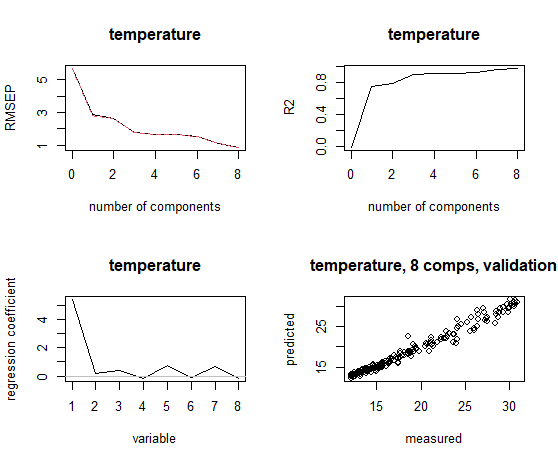 temperature
RMSEP
1 3 5
0 2 4 6 8
number of components
temperature
R2
0.0 0.4 0.8
0 2 4 6 8
number of components
temperature
regression coefficient
0 2 4
1 2 3 4 5 6 7 8
variable
temperature, 8 comps, validation
predicted
15 25
15 20 25 30
measured